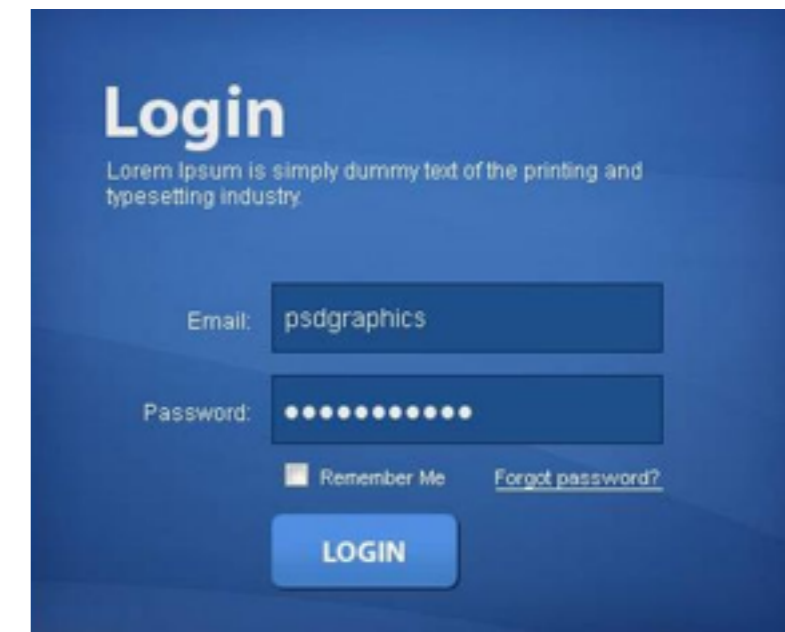 Login
Lorem Ipsum is simply dummy text of the printing and
typesetting industry.
Email: psdgraphics
Password: ●●●●●●●●●●●
Remember Me Forgot password?
LOGIN